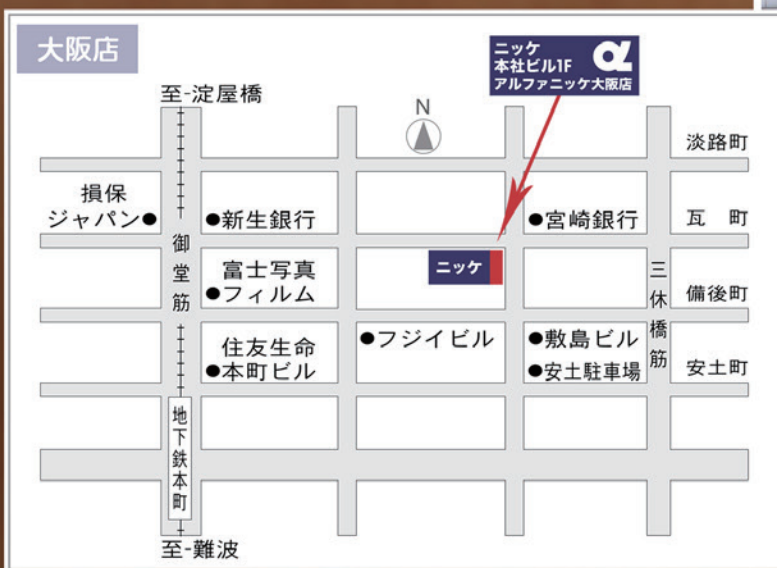 大阪店
ニッケ
本社ビル1F
アルファニッケ大阪店
α
至-淀屋橋
N
淡路町
損保
ジャパン●
●新生銀行
●宮崎銀行
瓦 町
御堂筋
富士写真
●フィルム
ニッケ
三休橋筋
備後町
住友生命
●本町ビル
●フジイビル
●敷島ビル
●安土駐車場
安土町
地下鉄本町
至-難波